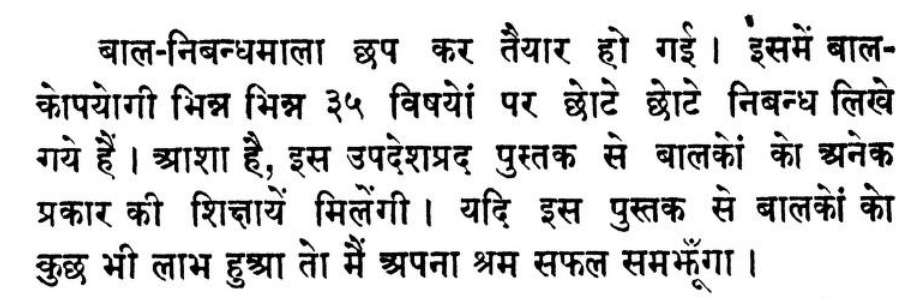 बाल-निबन्धमाला छप कर तैयार हो गई। इसमें बाल-
कोपयोगी भिन्न भिन्न ३५ विषयों पर छोटे छोटे निबन्ध लिखे
गये हैं। आशा है, इस उपदेशप्रद पुस्तक से बालकों को अनेक
प्रकार की शिक्षायें मिलेंगी। यदि इस पुस्तक से बालकों को
कुछ भी लाभ हुआ तो मैं अपना श्रम सफल समझूँगा।